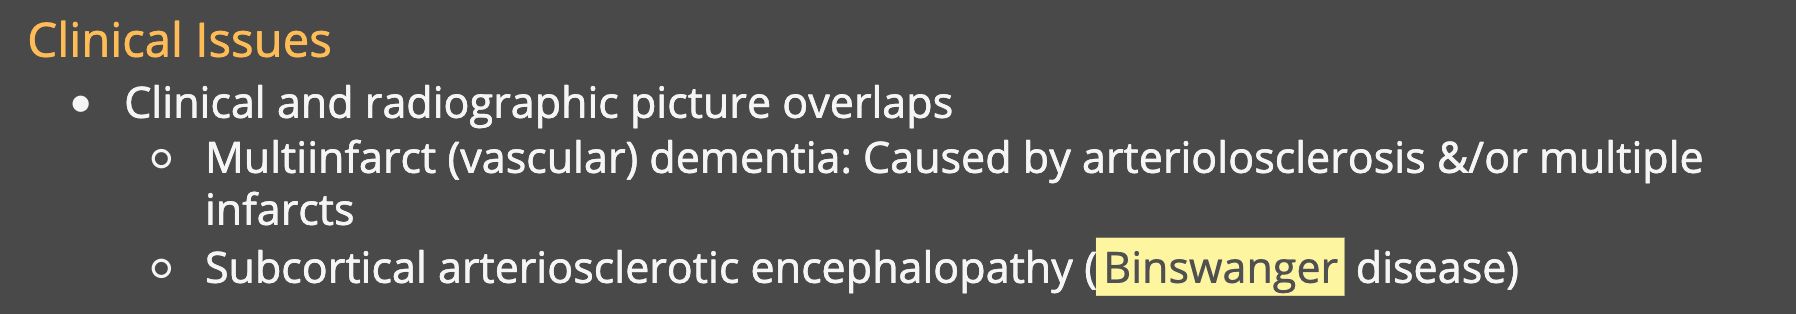 Clinical Issues
• Clinical and radiographic picture overlaps
○ Multiinfarct (vascular) dementia: Caused by arteriolosclerosis &/or multiple
infarcts
○ Subcortical arteriosclerotic encephalopathy (Binswanger disease)